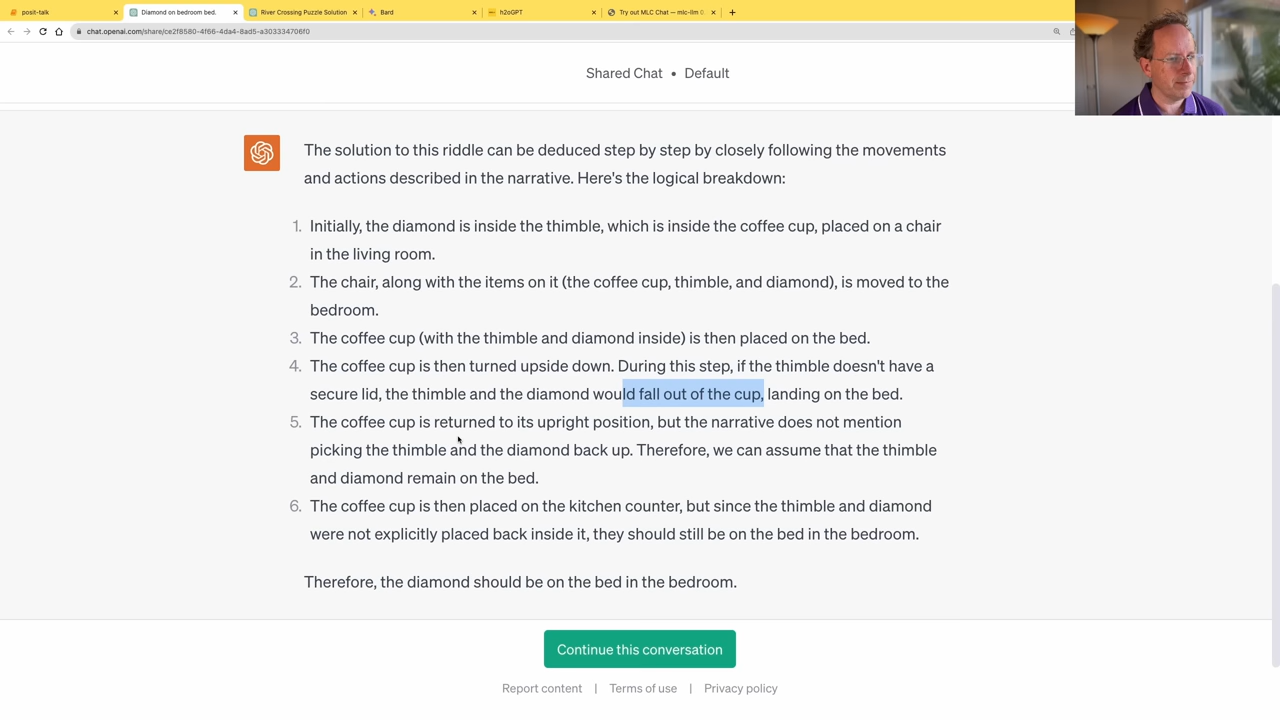 posit-talk
Diamond on bedroom bed.
River Crossing Puzzle Solution
Bard
h2oGPT
Try out MLC Chat — mlc-llm 0.
chat.openai.com/share/ce2f8580-4f66-4da4-8ad5-a303334706f0
Shared Chat • Default
The solution to this riddle can be deduced step by step by closely following the movements
and actions described in the narrative. Here's the logical breakdown:
1. Initially, the diamond is inside the thimble, which is inside the coffee cup, placed on a chair
in the living room.
2. The chair, along with the items on it (the coffee cup, thimble, and diamond), is moved to the
bedroom.
3. The coffee cup (with the thimble and diamond inside) is then placed on the bed.
4. The coffee cup is then turned upside down. During this step, if the thimble doesn't have a
secure lid, the thimble and the diamond would fall out of the cup, landing on the bed.
5. The coffee cup is returned to its upright position, but the narrative does not mention
picking the thimble and the diamond back up. Therefore, we can assume that the thimble
and diamond remain on the bed.
6. The coffee cup is then placed on the kitchen counter, but since the thimble and diamond
were not explicitly placed back inside it, they should still be on the bed in the bedroom.
Therefore, the diamond should be on the bed in the bedroom.
Continue this conversation
Report content | Terms of use | Privacy policy